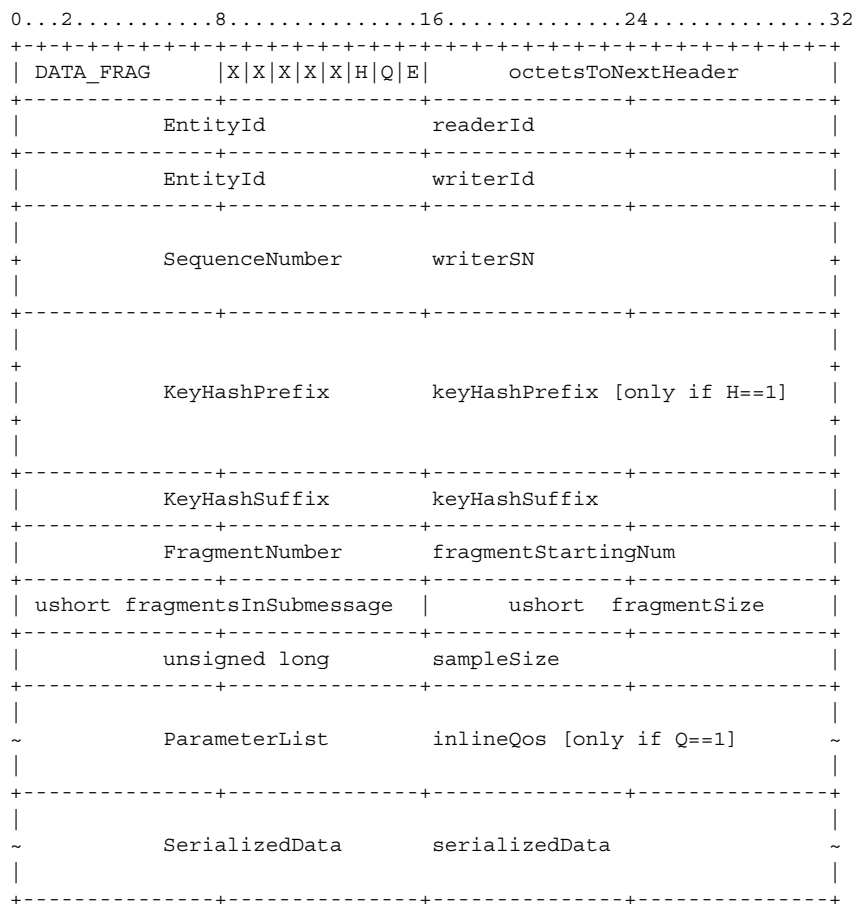 0...2...........8...............16..............24..............32
+-+-+-+-+-+-+-+-+-+-+-+-+-+-+-+-+-+-+-+-+-+-+-+-+-+-+-+-+-+-+-+-+
| DATA_FRAG     |X|X|X|X|X|H|Q|E|      octetsToNextHeader       |
+---------------+---------------+---------------+---------------+
|           EntityId            readerId                        |
+---------------+---------------+---------------+---------------+
|           EntityId            writerId                        |
+---------------+---------------+---------------+---------------+
|                                                               |
+           SequenceNumber      writerSN                        +
|                                                               |
+---------------+---------------+---------------+---------------+
|                                                               |
+                                                               +
|           KeyHashPrefix       keyHashPrefix [only if H==1]    |
+                                                               +
|                                                               |
+---------------+---------------+---------------+---------------+
|           KeyHashSuffix       keyHashSuffix                   |
+---------------+---------------+---------------+---------------+
|           FragmentNumber      fragmentStartingNum             |
+---------------+---------------+---------------+---------------+
| ushort fragmentsInSubmessage  |      ushort  fragmentSize     |
+---------------+---------------+---------------+---------------+
|           unsigned long       sampleSize                      |
+---------------+---------------+---------------+---------------+
|                                                               |
~           ParameterList       inlineQos [only if Q==1]        ~
|                                                               |
+---------------+---------------+---------------+---------------+
|                                                               |
~           SerializedData      serializedData                  ~
|                                                               |
+---------------+---------------+---------------+---------------+